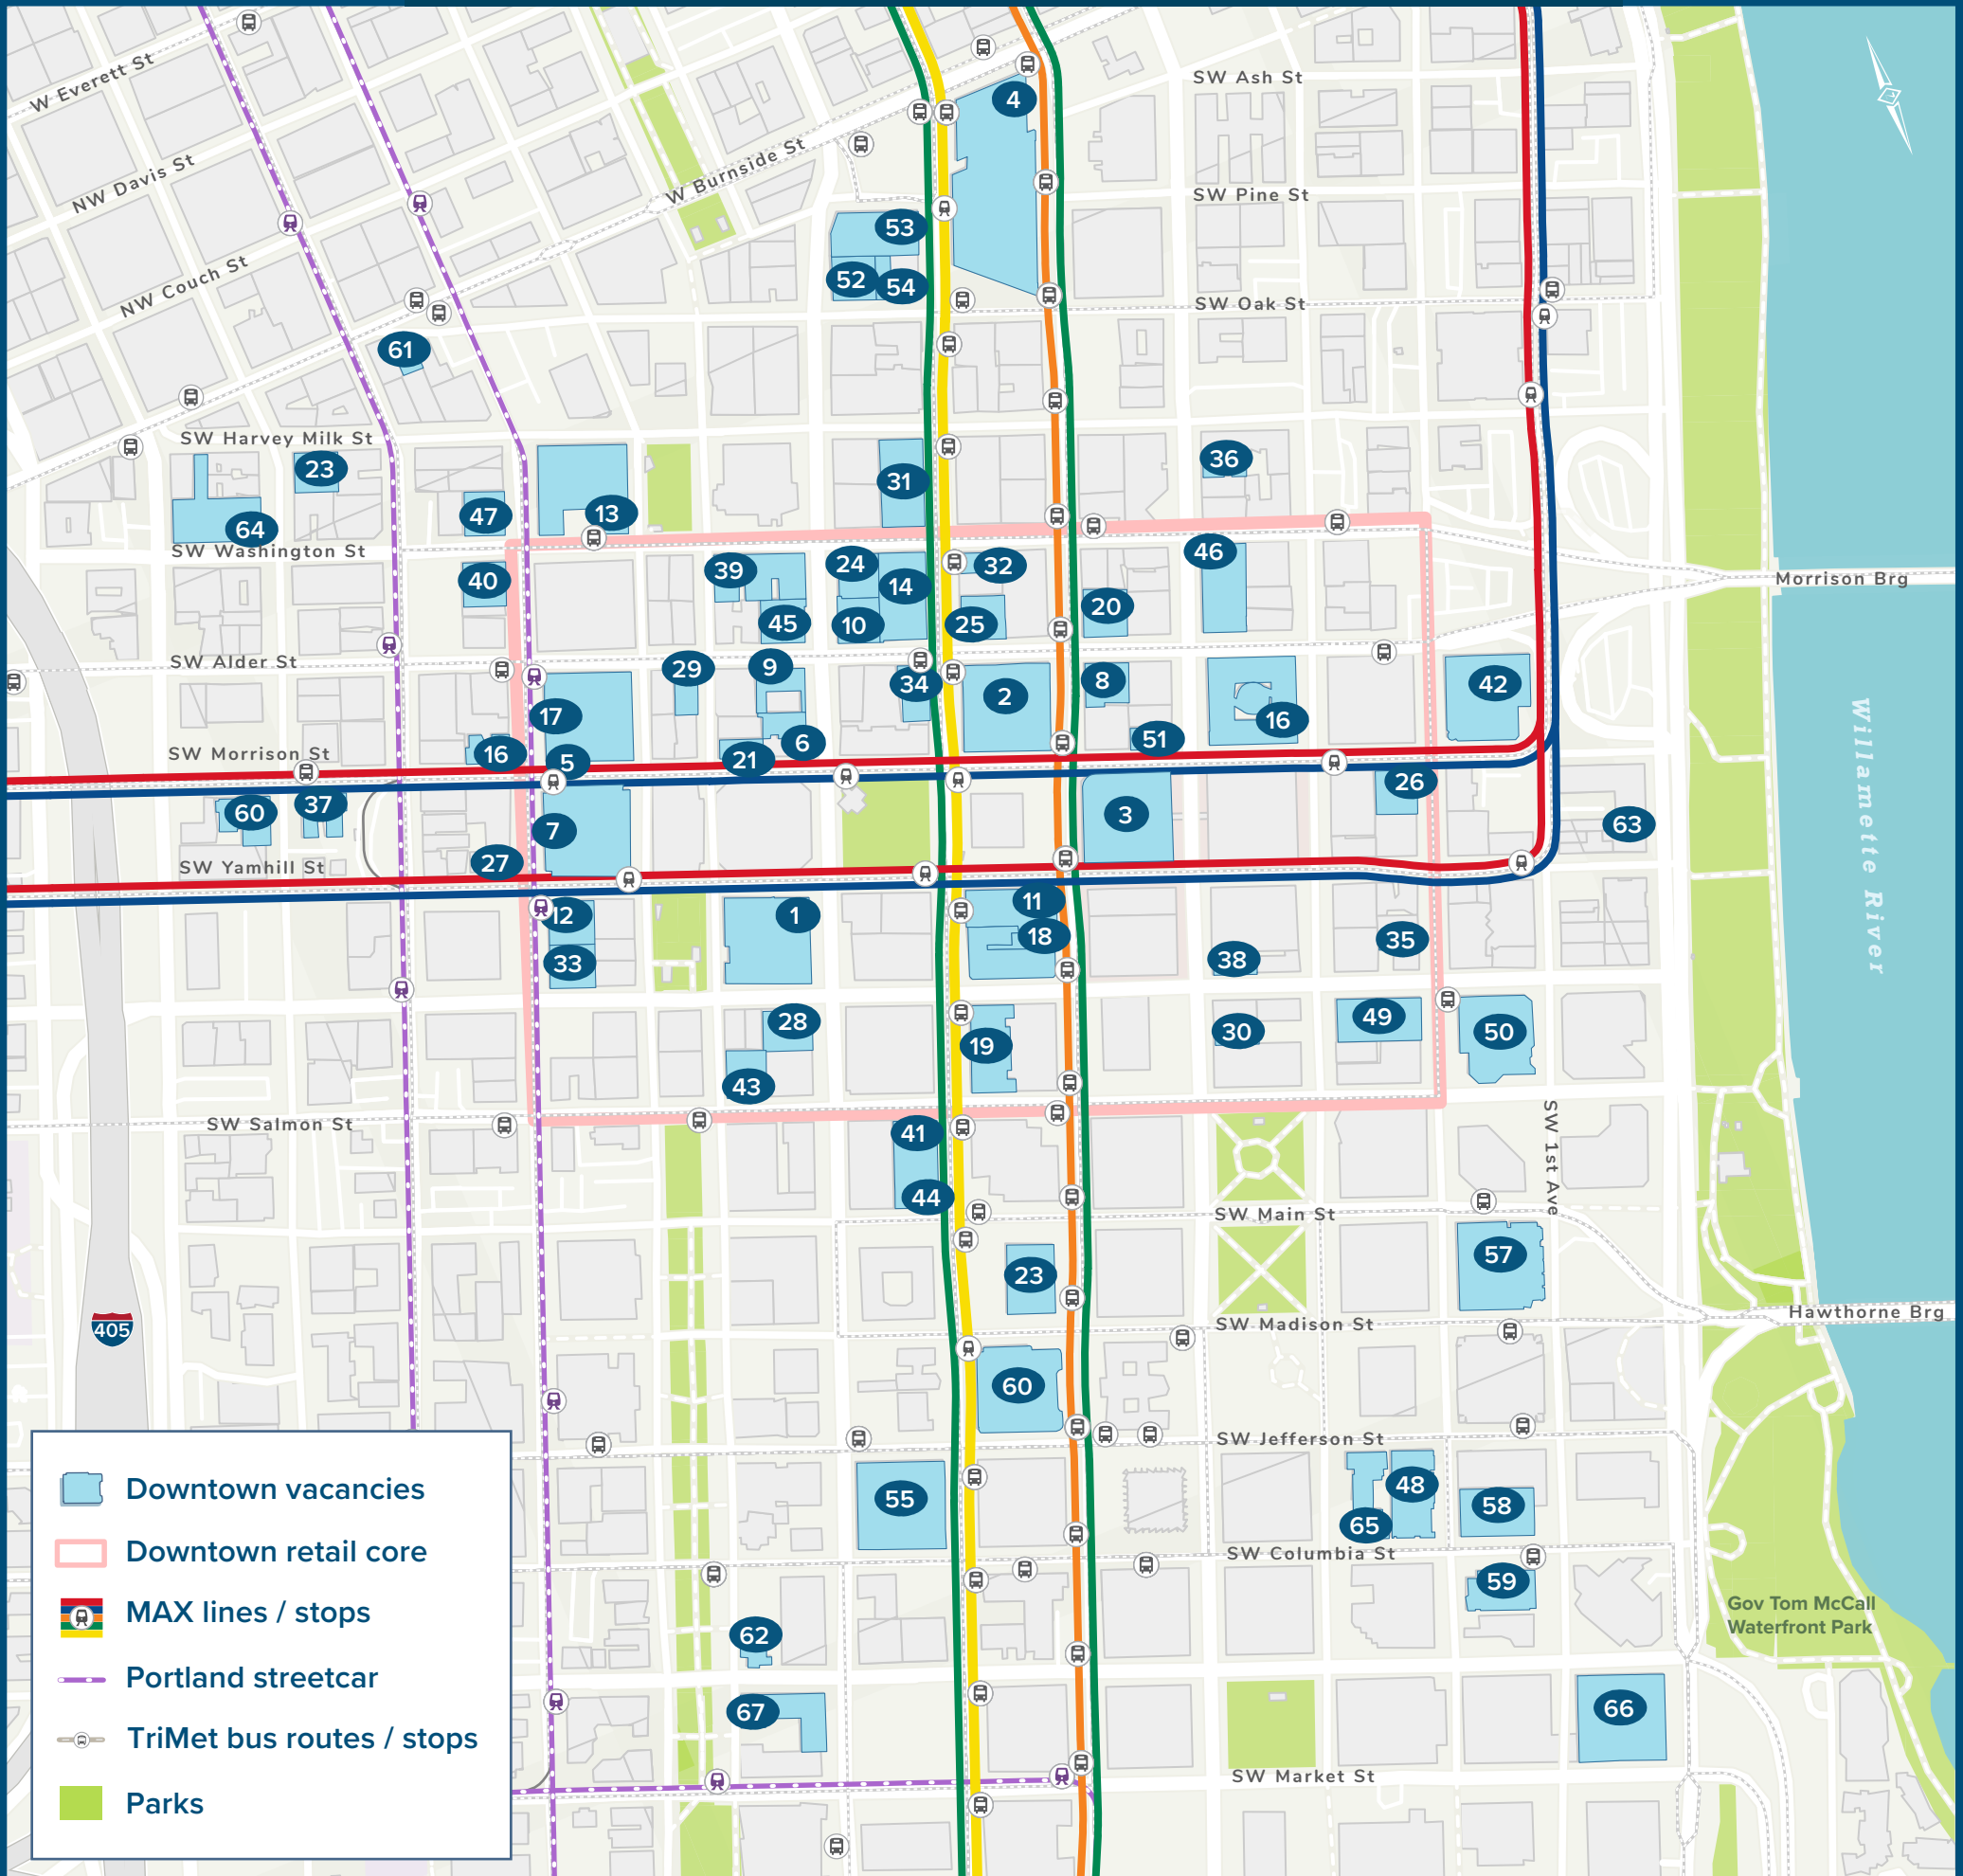 W Everett St
NW Davis St
NW Couch St
W Burnside St
SW Ash St
SW Pine St
SW Oak St
4
53
52
54
61
SW Harvey Milk St
23
64
47
13
31
36
SW Washington St
40
39
45
24
14
10
32
25
20
46
Morrison Brg
SW Alder St
29
9
34
2
8
16
42
17
6
21
51
SW Morrison St
16
5
60
37
7
3
26
63
Willamette River
SW Yamhill St
27
12
33
1
11
18
38
35
28
43
19
30
49
50
SW Salmon St
41
44
SW 1st Ave
SW Main St
23
57
SW Madison St
Hawthorne Brg
405
60
SW Jefferson St
55
48
65
58
SW Columbia St
59
62
67
66
SW Market St
Gov Tom McCall
Waterfront Park
Downtown vacancies
Downtown retail core
MAX lines / stops
Portland streetcar
TriMet bus routes / stops
Parks